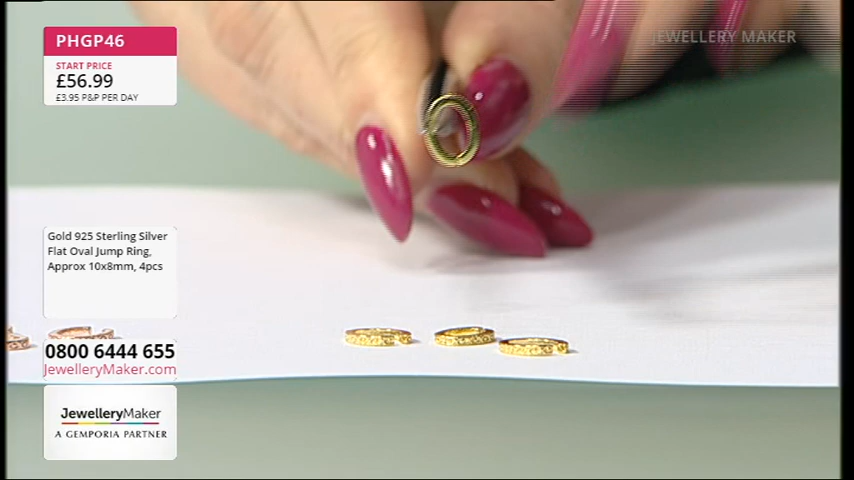 PHGP46
START PRICE
£56.99
£3.95 P&P PER DAY
JEWELLERY MAKER
Gold 925 Sterling Silver
Flat Oval Jump Ring,
Approx 10x8mm, 4pcs
0800 6444 655
JewelleryMaker.com
JewelleryMaker
A GEMPORIA PARTNER